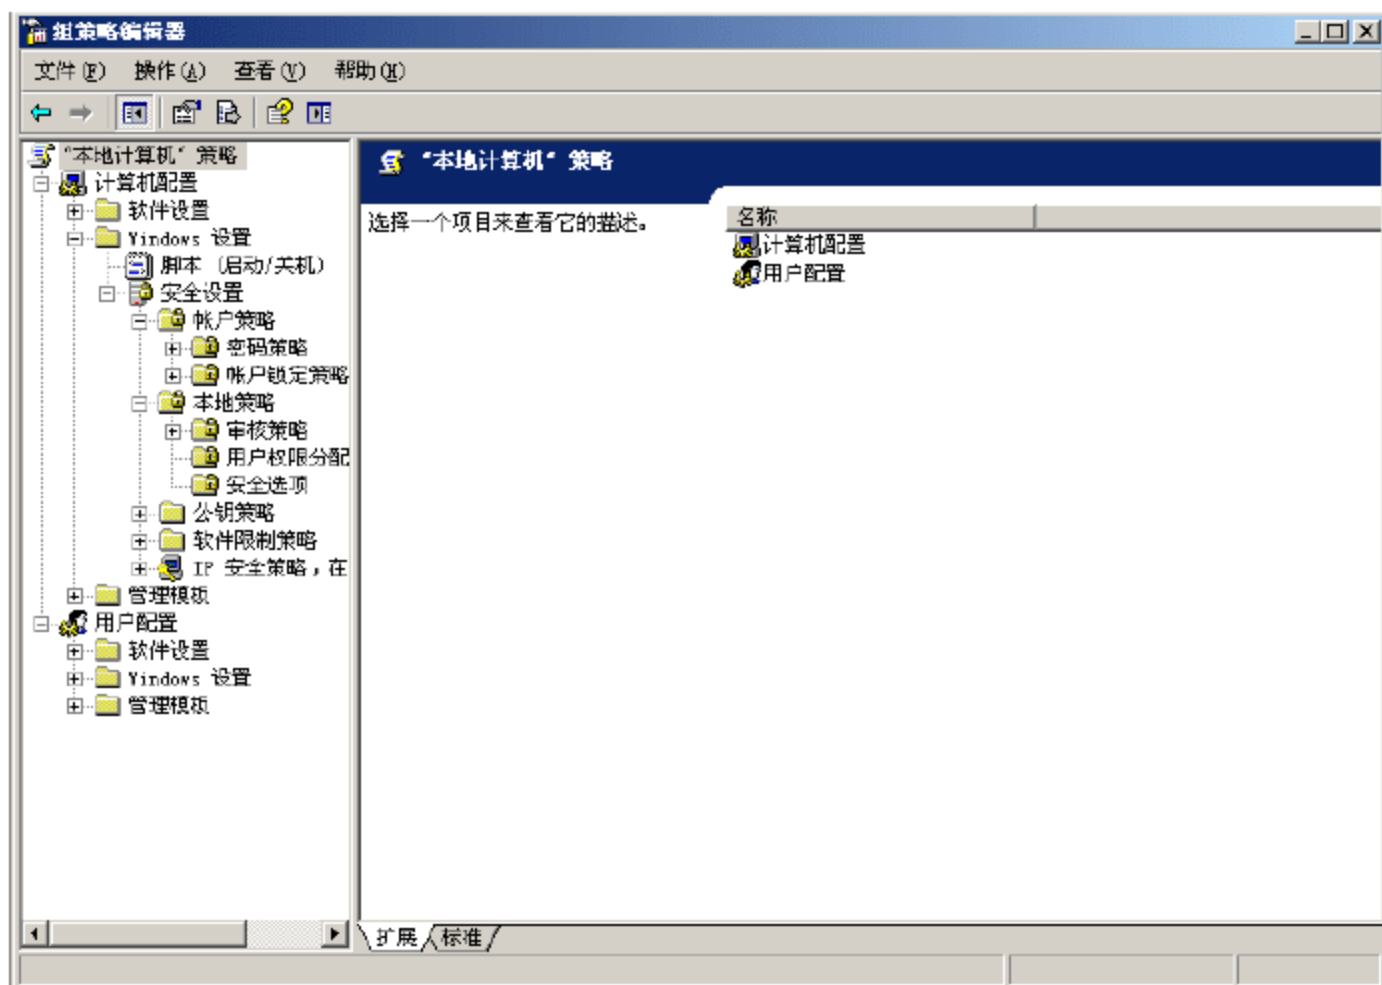 组策略编辑器
文件(F) 操作(A) 查看(V) 帮助(H)
"本地计算机" 策略
计算机配置
软件设置
Windows 设置
脚本 (启动/关机)
安全设置
帐户策略
密码策略
帐户锁定策略
本地策略
审核策略
用户权限分配
安全选项
公钥策略
软件限制策略
IP 安全策略，在
管理模板
用户配置
软件设置
Windows 设置
管理模板
"本地计算机" 策略
选择一个项目来查看它的描述。
名称
计算机配置
用户配置
扩展 标准